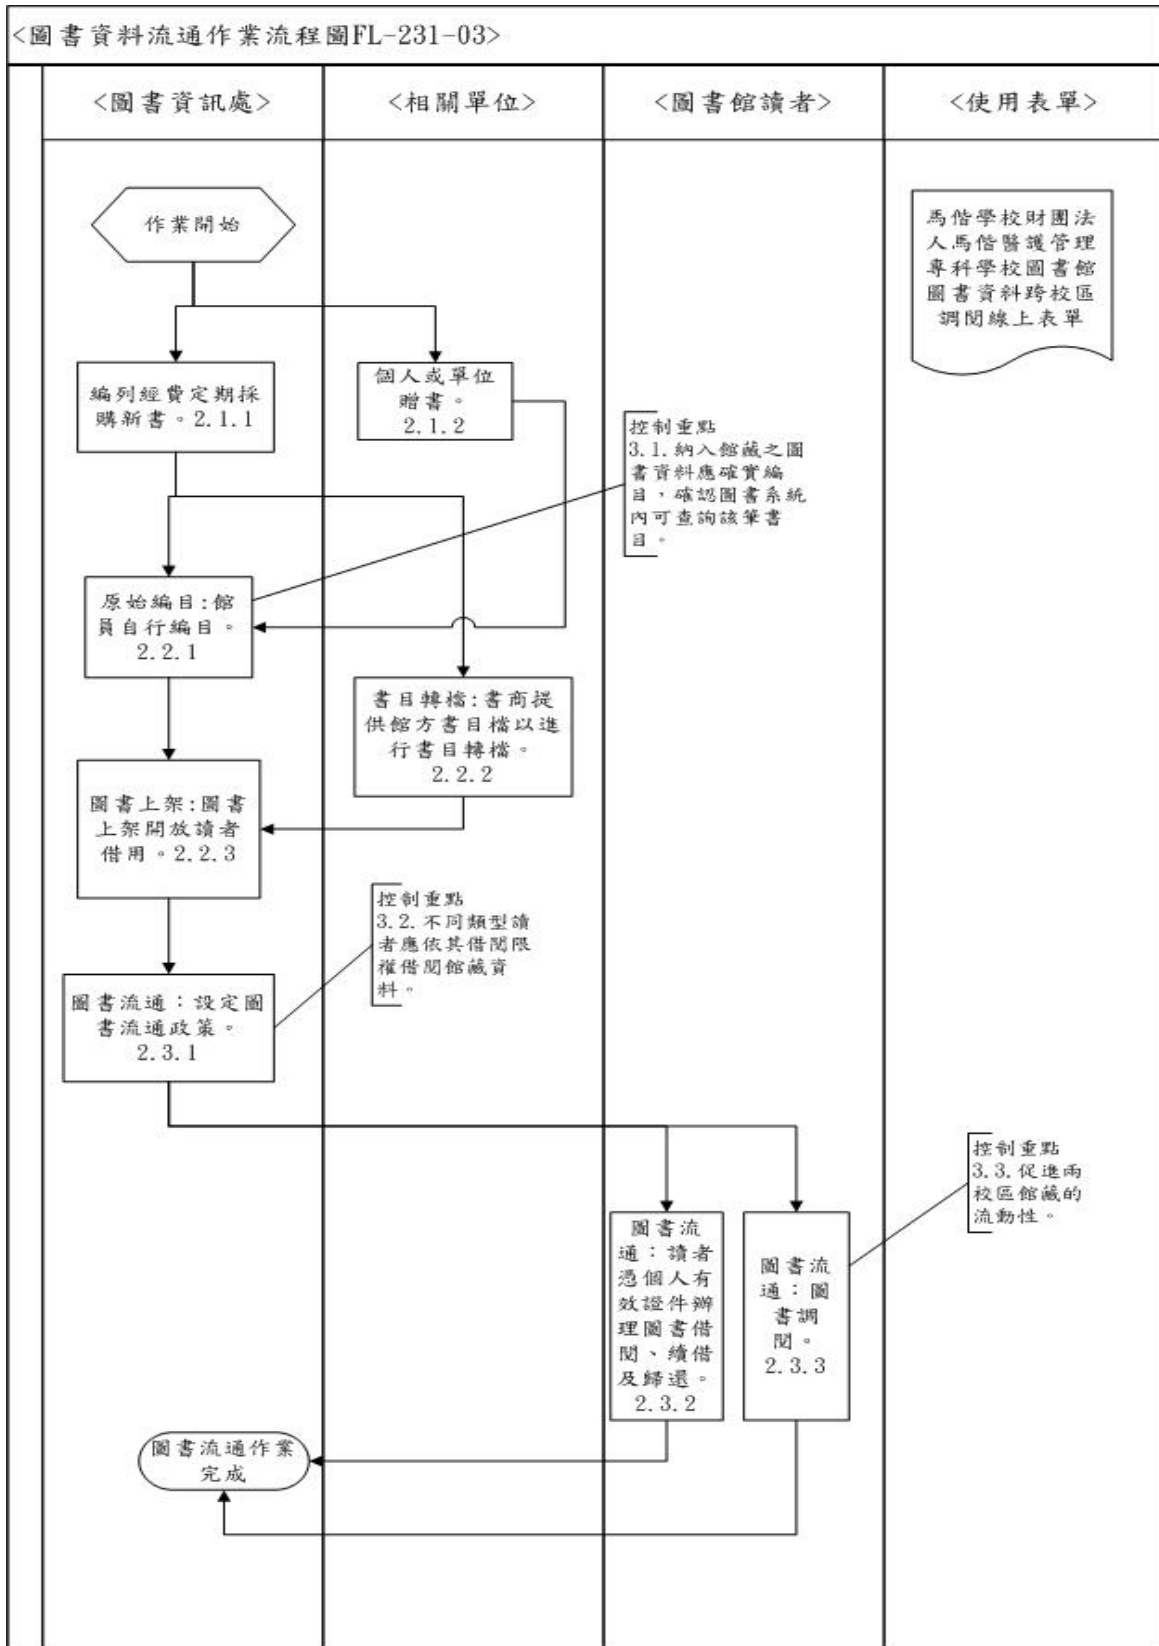 <圖書資料流通作業流程圖FL-231-03>
<圖書資訊處>
<相關單位>
<圖書館讀者>
<使用表單>
作業開始
馬偕學校財團法
人馬偕醫護管理
專科學校圖書館
圖書資料跨校區
調閱線上表單
編列經費定期採
購新書。2.1.1
個人或單位
贈書。
2.1.2
控制重點
3.1.納入館藏之圖
書資料應確實編
目，確認圖書系統
內可查詢該筆書
目。
原始編目:館
員自行編目。
2.2.1
書目轉檔:書商提
供館方書目檔以進
行書目轉檔。
2.2.2
圖書上架:圖書
上架開放讀者
借用。2.2.3
控制重點
3.2.不同類型讀
者應依其借閱限
權借閱館藏資
料。
圖書流通：設定圖
書流通政策。
2.3.1
控制重點
3.3.促進兩
校區館藏的
流動性。
圖書流
通：讀者
憑個人有
效證件辦
理圖書借
閱、續借
及歸還。
2.3.2
圖書流
通：圖
書調
閱。
2.3.3
圖書流通作業
完成